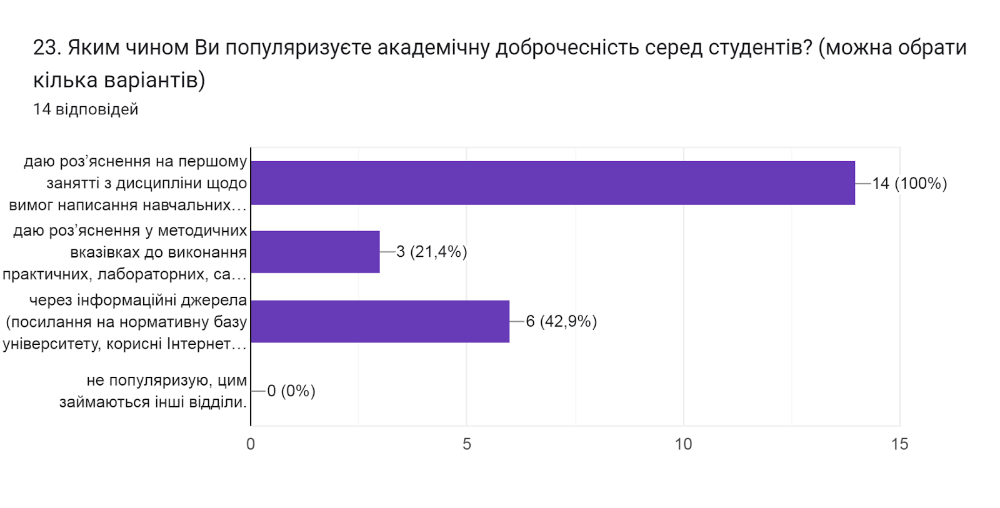 23. Яким чином Ви популяризуєте академічну доброчесність серед студентів? (можна обрати
кілька варіантів)
14 відповідей
даю роз’яснення на першому
занятті з дисципліни щодо
вимог написання навчальних…
14 (100%)
даю роз’яснення у методичних
вказівках до виконання
практичних, лабораторних, са…
3 (21,4%)
через інформаційні джерела
(посилання на нормативну базу
університету, корисні Інтернет…
6 (42,9%)
не популяризую, цим
займаються інші відділи.
0 (0%)
0 5 10 15